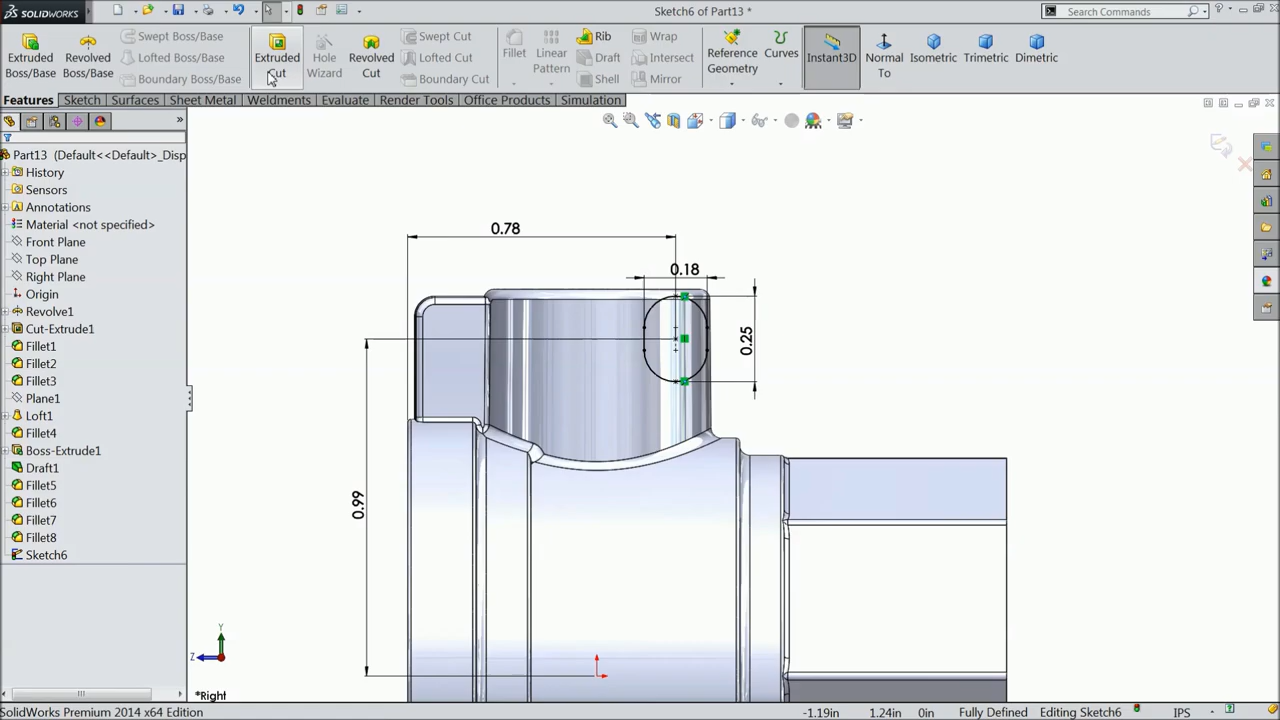 SOLIDWORKS
Sketch6 of Part13 *
Search Commands
Extruded Boss/Base
Revolved Boss/Base
Swept Boss/Base
Lofted Boss/Base
Boundary Boss/Base
Extruded Cut
Hole Wizard
Revolved Cut
Swept Cut
Lofted Cut
Boundary Cut
Fillet
Linear Pattern
Rib
Draft
Shell
Wrap
Intersect
Mirror
Reference Geometry
Curves
Instant3D
Normal To
Isometric
Trimetric
Dimetric
Features Sketch Surfaces Sheet Metal Weldments Evaluate Render Tools Office Products Simulation
Part13 (Default<<Default>_Disp
History
Sensors
Annotations
Material <not specified>
Front Plane
Top Plane
Right Plane
Origin
Revolve1
Cut-Extrude1
Fillet1
Fillet2
Fillet3
Plane1
Loft1
Fillet4
Boss-Extrude1
Draft1
Fillet5
Fillet6
Fillet7
Fillet8
Sketch6
0.78
0.18
0.25
0.99
Y
Z
*Right
SolidWorks Premium 2014 x64 Edition
-1.19in 1.24in 0in Fully Defined Editing Sketch6 IPS